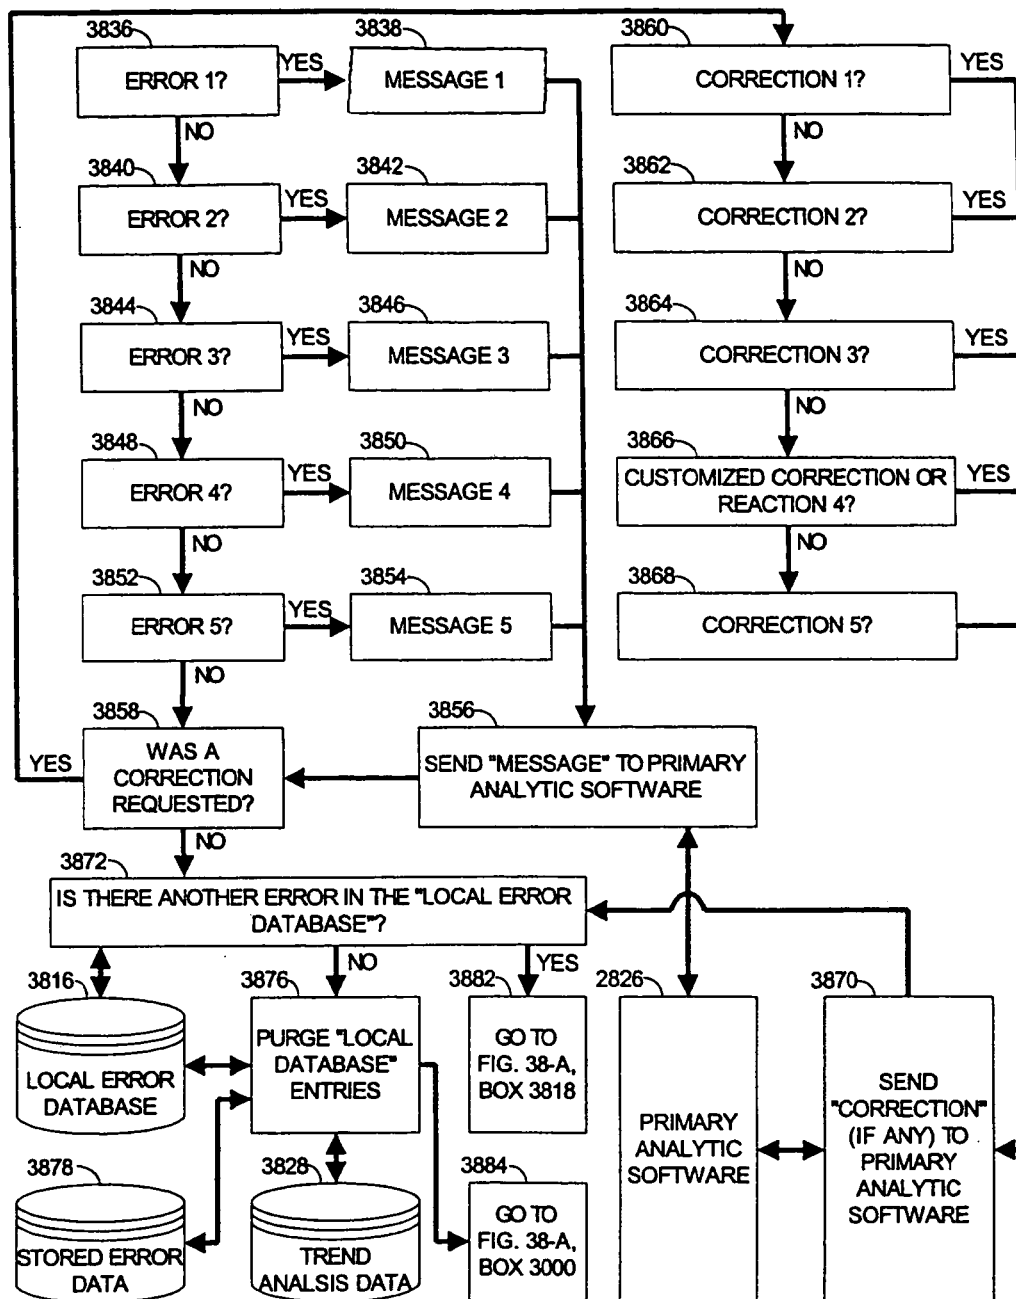 3836
ERROR 1?
YES
3838
MESSAGE 1
NO
3840
ERROR 2?
YES
3842
MESSAGE 2
NO
3844
ERROR 3?
YES
3846
MESSAGE 3
NO
3848
ERROR 4?
YES
3850
MESSAGE 4
NO
3852
ERROR 5?
YES
3854
MESSAGE 5
NO
3860
CORRECTION 1?
YES
NO
3862
CORRECTION 2?
YES
NO
3864
CORRECTION 3?
YES
NO
3866
CUSTOMIZED CORRECTION OR
REACTION 4?
YES
NO
3868
CORRECTION 5?
3858
YES
WAS A
CORRECTION
REQUESTED?
NO
3856
SEND "MESSAGE" TO PRIMARY
ANALYTIC SOFTWARE
3872
IS THERE ANOTHER ERROR IN THE "LOCAL ERROR
DATABASE"?
NO
YES
3816
LOCAL ERROR
DATABASE
3876
PURGE "LOCAL
DATABASE"
ENTRIES
3882
GO TO
FIG. 38-A,
BOX 3818
2826
PRIMARY
ANALYTIC
SOFTWARE
3870
SEND
"CORRECTION"
(IF ANY) TO
PRIMARY
ANALYTIC
SOFTWARE
3878
STORED ERROR
DATA
3828
TREND
ANALSIS DATA
3884
GO TO
FIG. 38-A,
BOX 3000